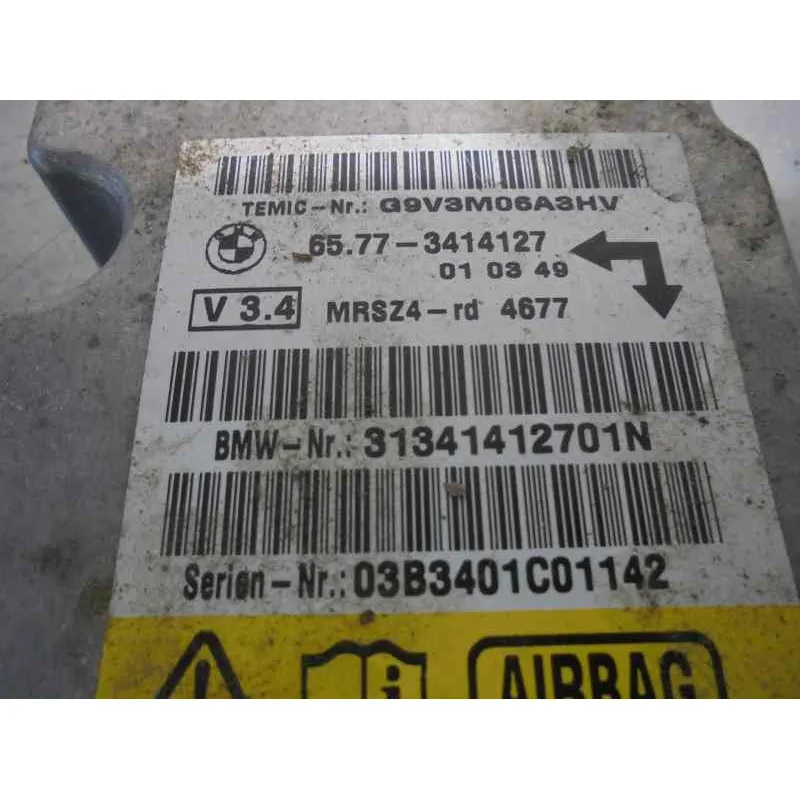 TEMIC-Nr.: G9V3M06A3HV
65.77-3414127
01 03 49
V 3.4 MRSZ4-rd 4677
BMW-Nr.: 31341412701N
Serien-Nr.: 03B3401C01142
AIRBAG